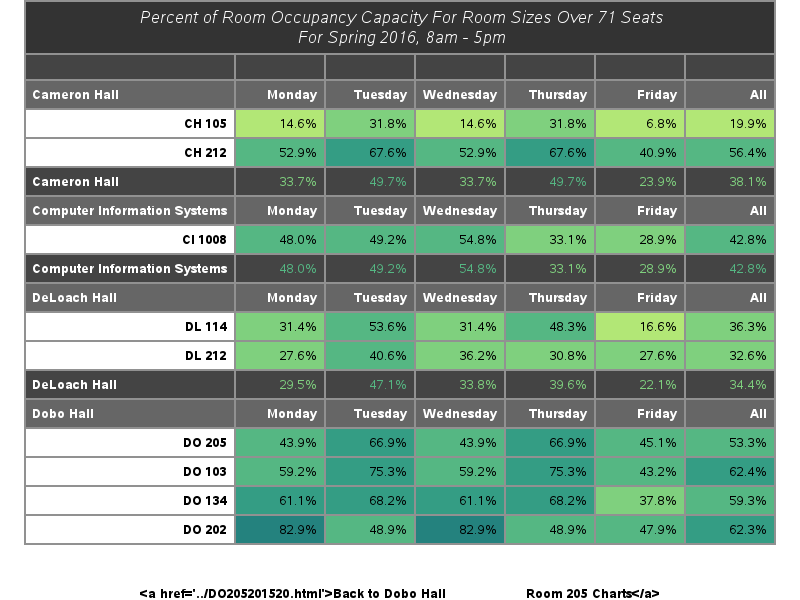 Percent of Room Occupancy Capacity For Room Sizes Over 71 Seats
For Spring 2016, 8am - 5pm
Cameron Hall Monday Tuesday Wednesday Thursday Friday All
CH 105 14.6% 31.8% 14.6% 31.8% 6.8% 19.9%
CH 212 52.9% 67.6% 52.9% 67.6% 40.9% 56.4%
Cameron Hall 33.7% 49.7% 33.7% 49.7% 23.9% 38.1%
Computer Information Systems Monday Tuesday Wednesday Thursday Friday All
CI 1008 48.0% 49.2% 54.8% 33.1% 28.9% 42.8%
Computer Information Systems 48.0% 49.2% 54.8% 33.1% 28.9% 42.8%
DeLoach Hall Monday Tuesday Wednesday Thursday Friday All
DL 114 31.4% 53.6% 31.4% 48.3% 16.6% 36.3%
DL 212 27.6% 40.6% 36.2% 30.8% 27.6% 32.6%
DeLoach Hall 29.5% 47.1% 33.8% 39.6% 22.1% 34.4%
Dobo Hall Monday Tuesday Wednesday Thursday Friday All
DO 205 43.9% 66.9% 43.9% 66.9% 45.1% 53.3%
DO 103 59.2% 75.3% 59.2% 75.3% 43.2% 62.4%
DO 134 61.1% 68.2% 61.1% 68.2% 37.8% 59.3%
DO 202 82.9% 48.9% 82.9% 48.9% 47.9% 62.3%
<a href='../DO205201520.html'>Back to Dobo Hall Room 205 Charts</a>